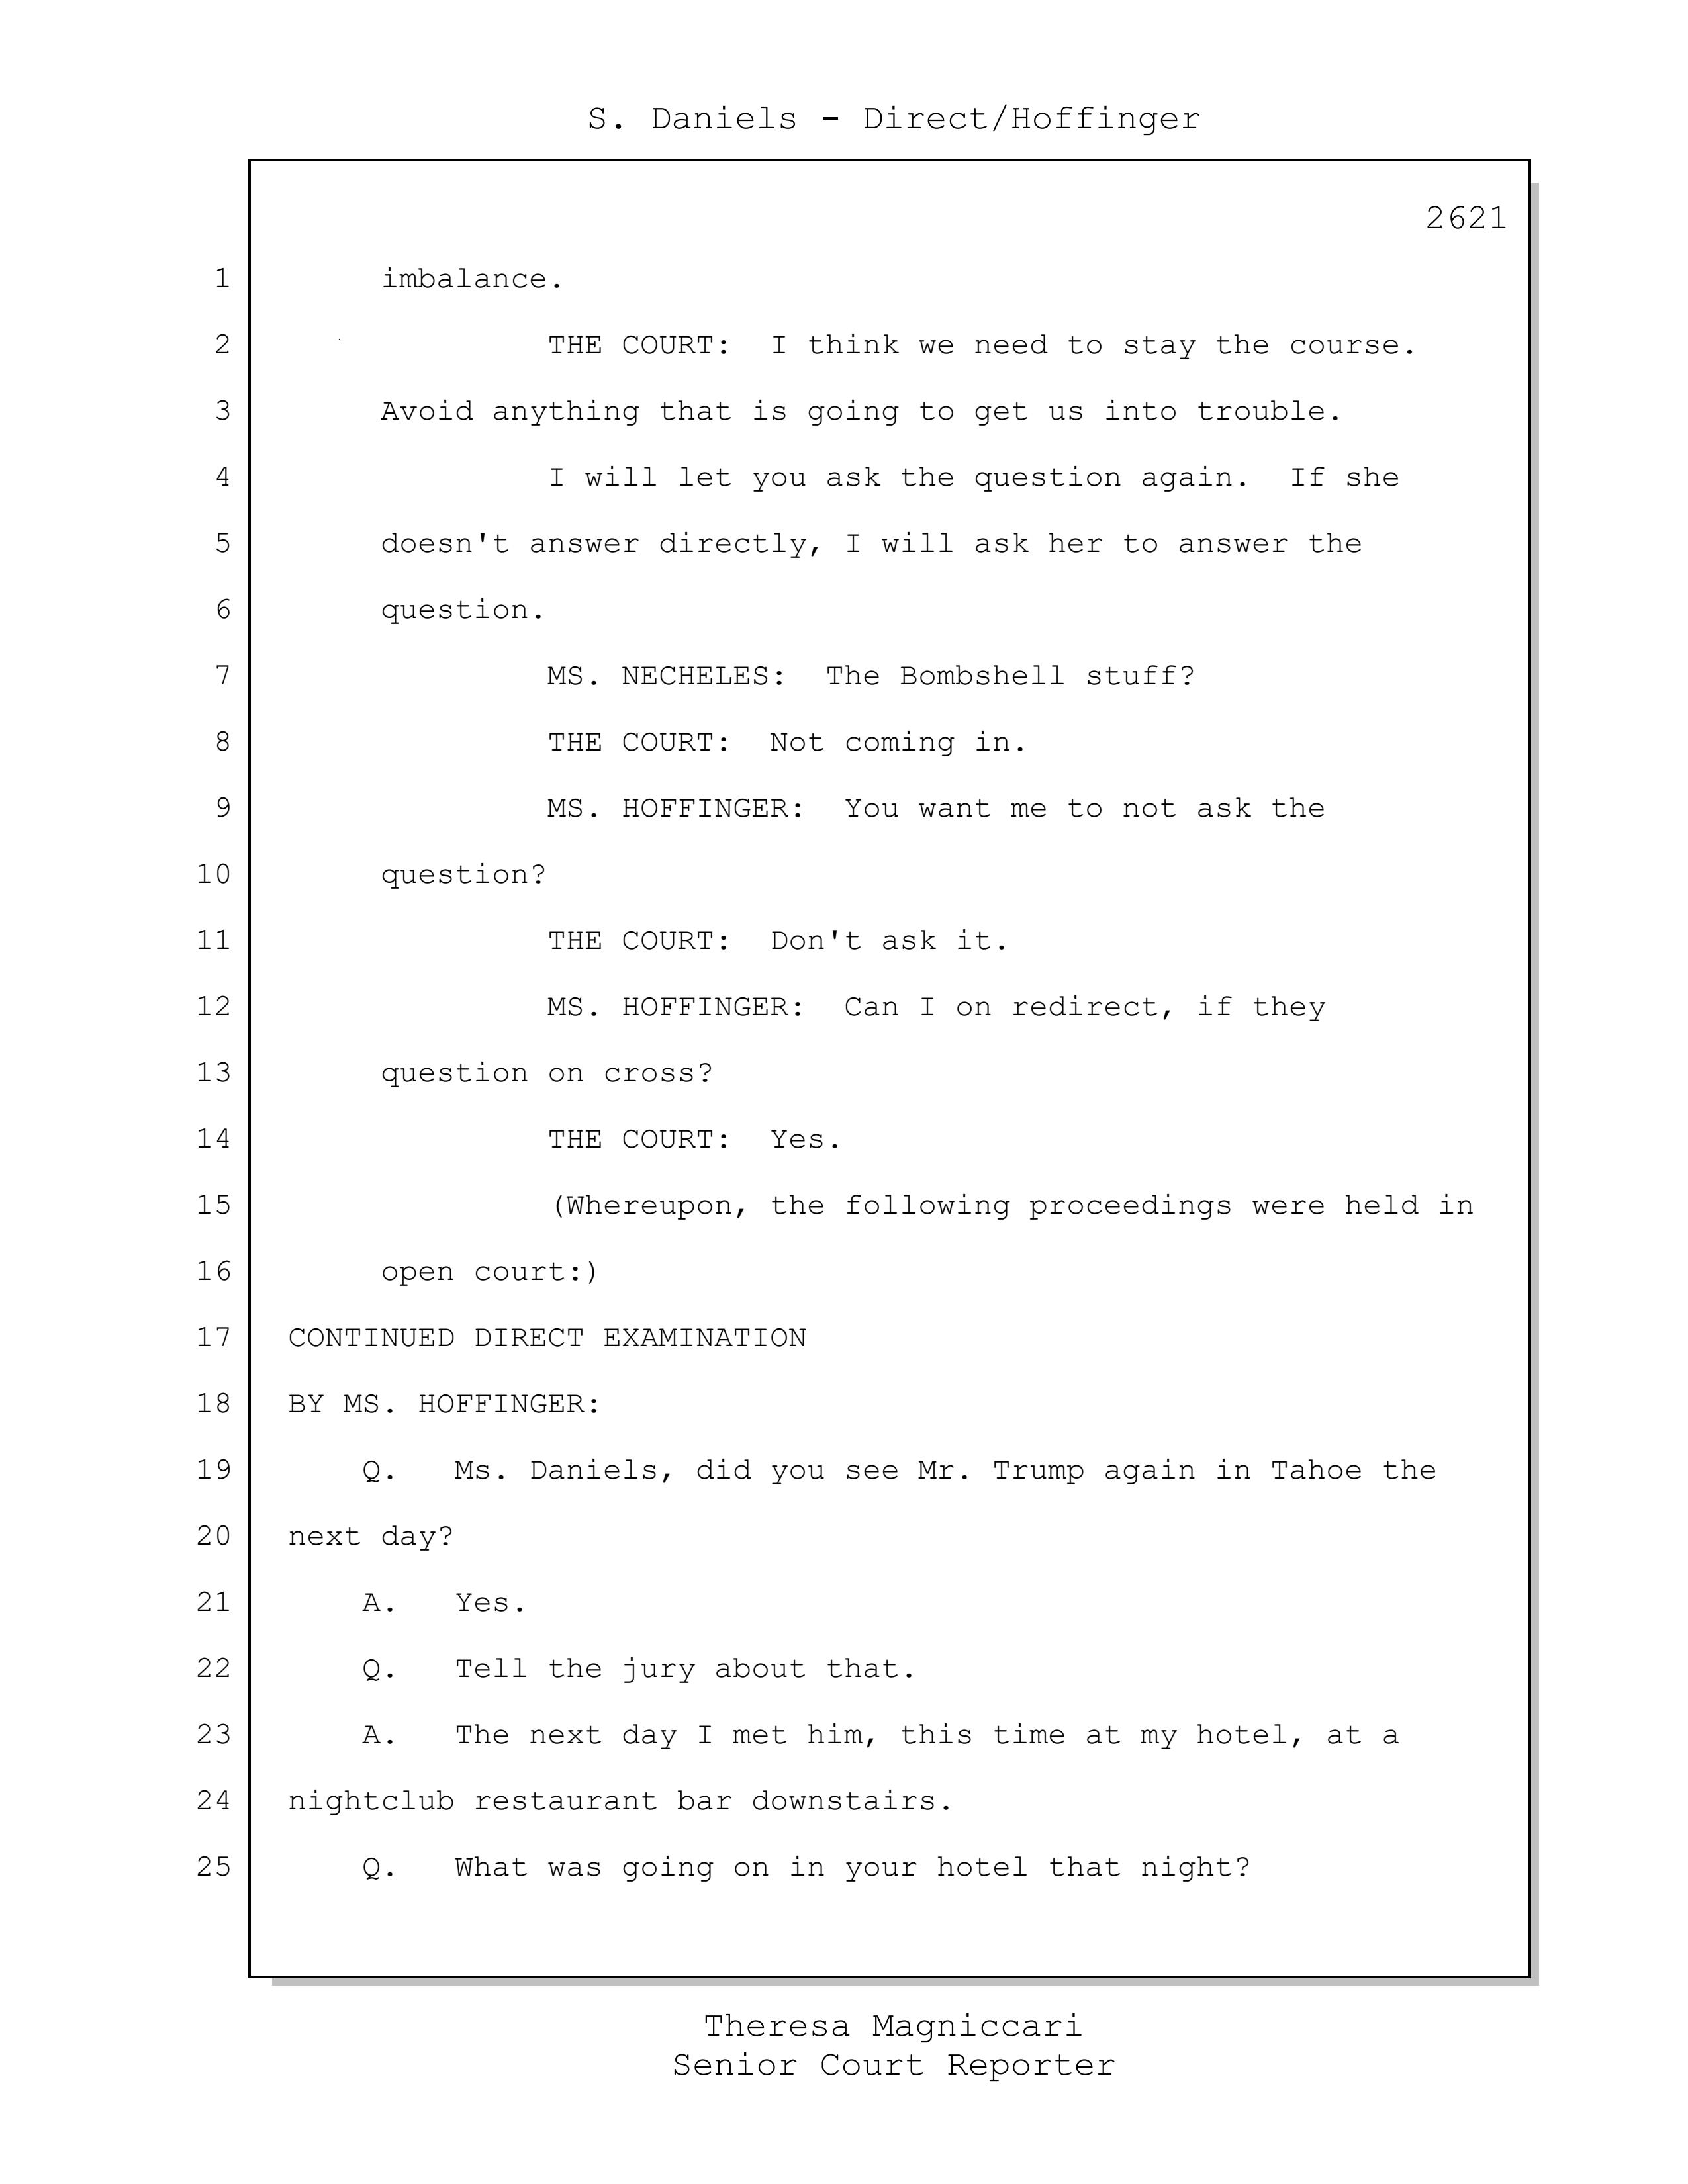 S. Daniels - Direct/Hoffinger
2621
1 imbalance.
2 THE COURT: I think we need to stay the course.
3 Avoid anything that is going to get us into trouble.
4 I will let you ask the question again. If she
5 doesn't answer directly, I will ask her to answer the
6 question.
7 MS. NECHELES: The Bombshell stuff?
8 THE COURT: Not coming in.
9 MS. HOFFINGER: You want me to not ask the
10 question?
11 THE COURT: Don't ask it.
12 MS. HOFFINGER: Can I on redirect, if they
13 question on cross?
14 THE COURT: Yes.
15 (Whereupon, the following proceedings were held in
16 open court:)
17 CONTINUED DIRECT EXAMINATION
18 BY MS. HOFFINGER:
19 Q. Ms. Daniels, did you see Mr. Trump again in Tahoe the
20 next day?
21 A. Yes.
22 Q. Tell the jury about that.
23 A. The next day I met him, this time at my hotel, at a
24 nightclub restaurant bar downstairs.
25 Q. What was going on in your hotel that night?
Theresa Magniccari
Senior Court Reporter